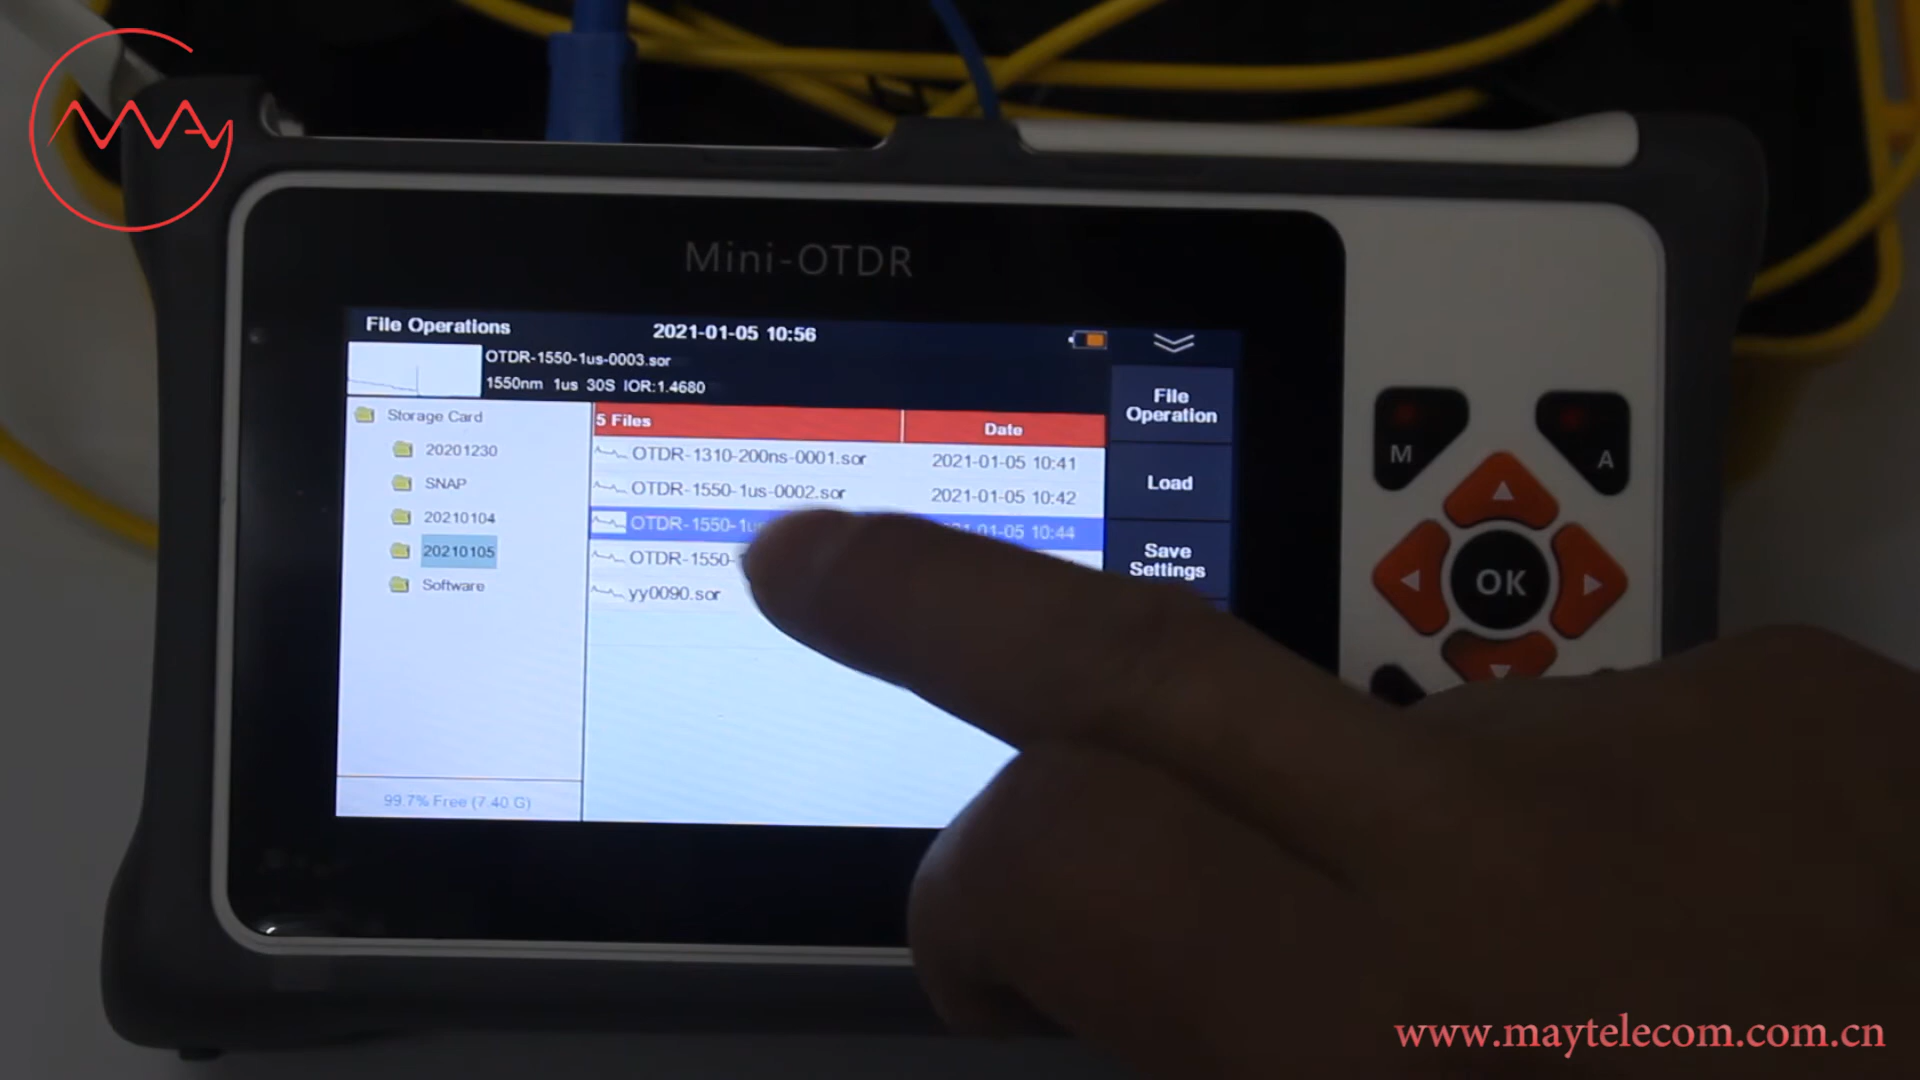 MAY
Mini-OTDR
File Operations
2021-01-05 10:56
OTDR-1550-1us-0003.sor
1550nm 1us 30S IOR:1.4680
Storage Card
20201230
SNAP
20210104
20210105
Software
99.7% Free (7.40 G)
5 Files
Date
OTDR-1310-200ns-0001.sor
2021-01-05 10:41
OTDR-1550-1us-0002.sor
2021-01-05 10:42
OTDR-1550-1us
01-05 10:44
OTDR-1550-
yy0090.sor
File
Operation
Load
Save
Settings
M
A
OK
www.maytelecom.com.cn